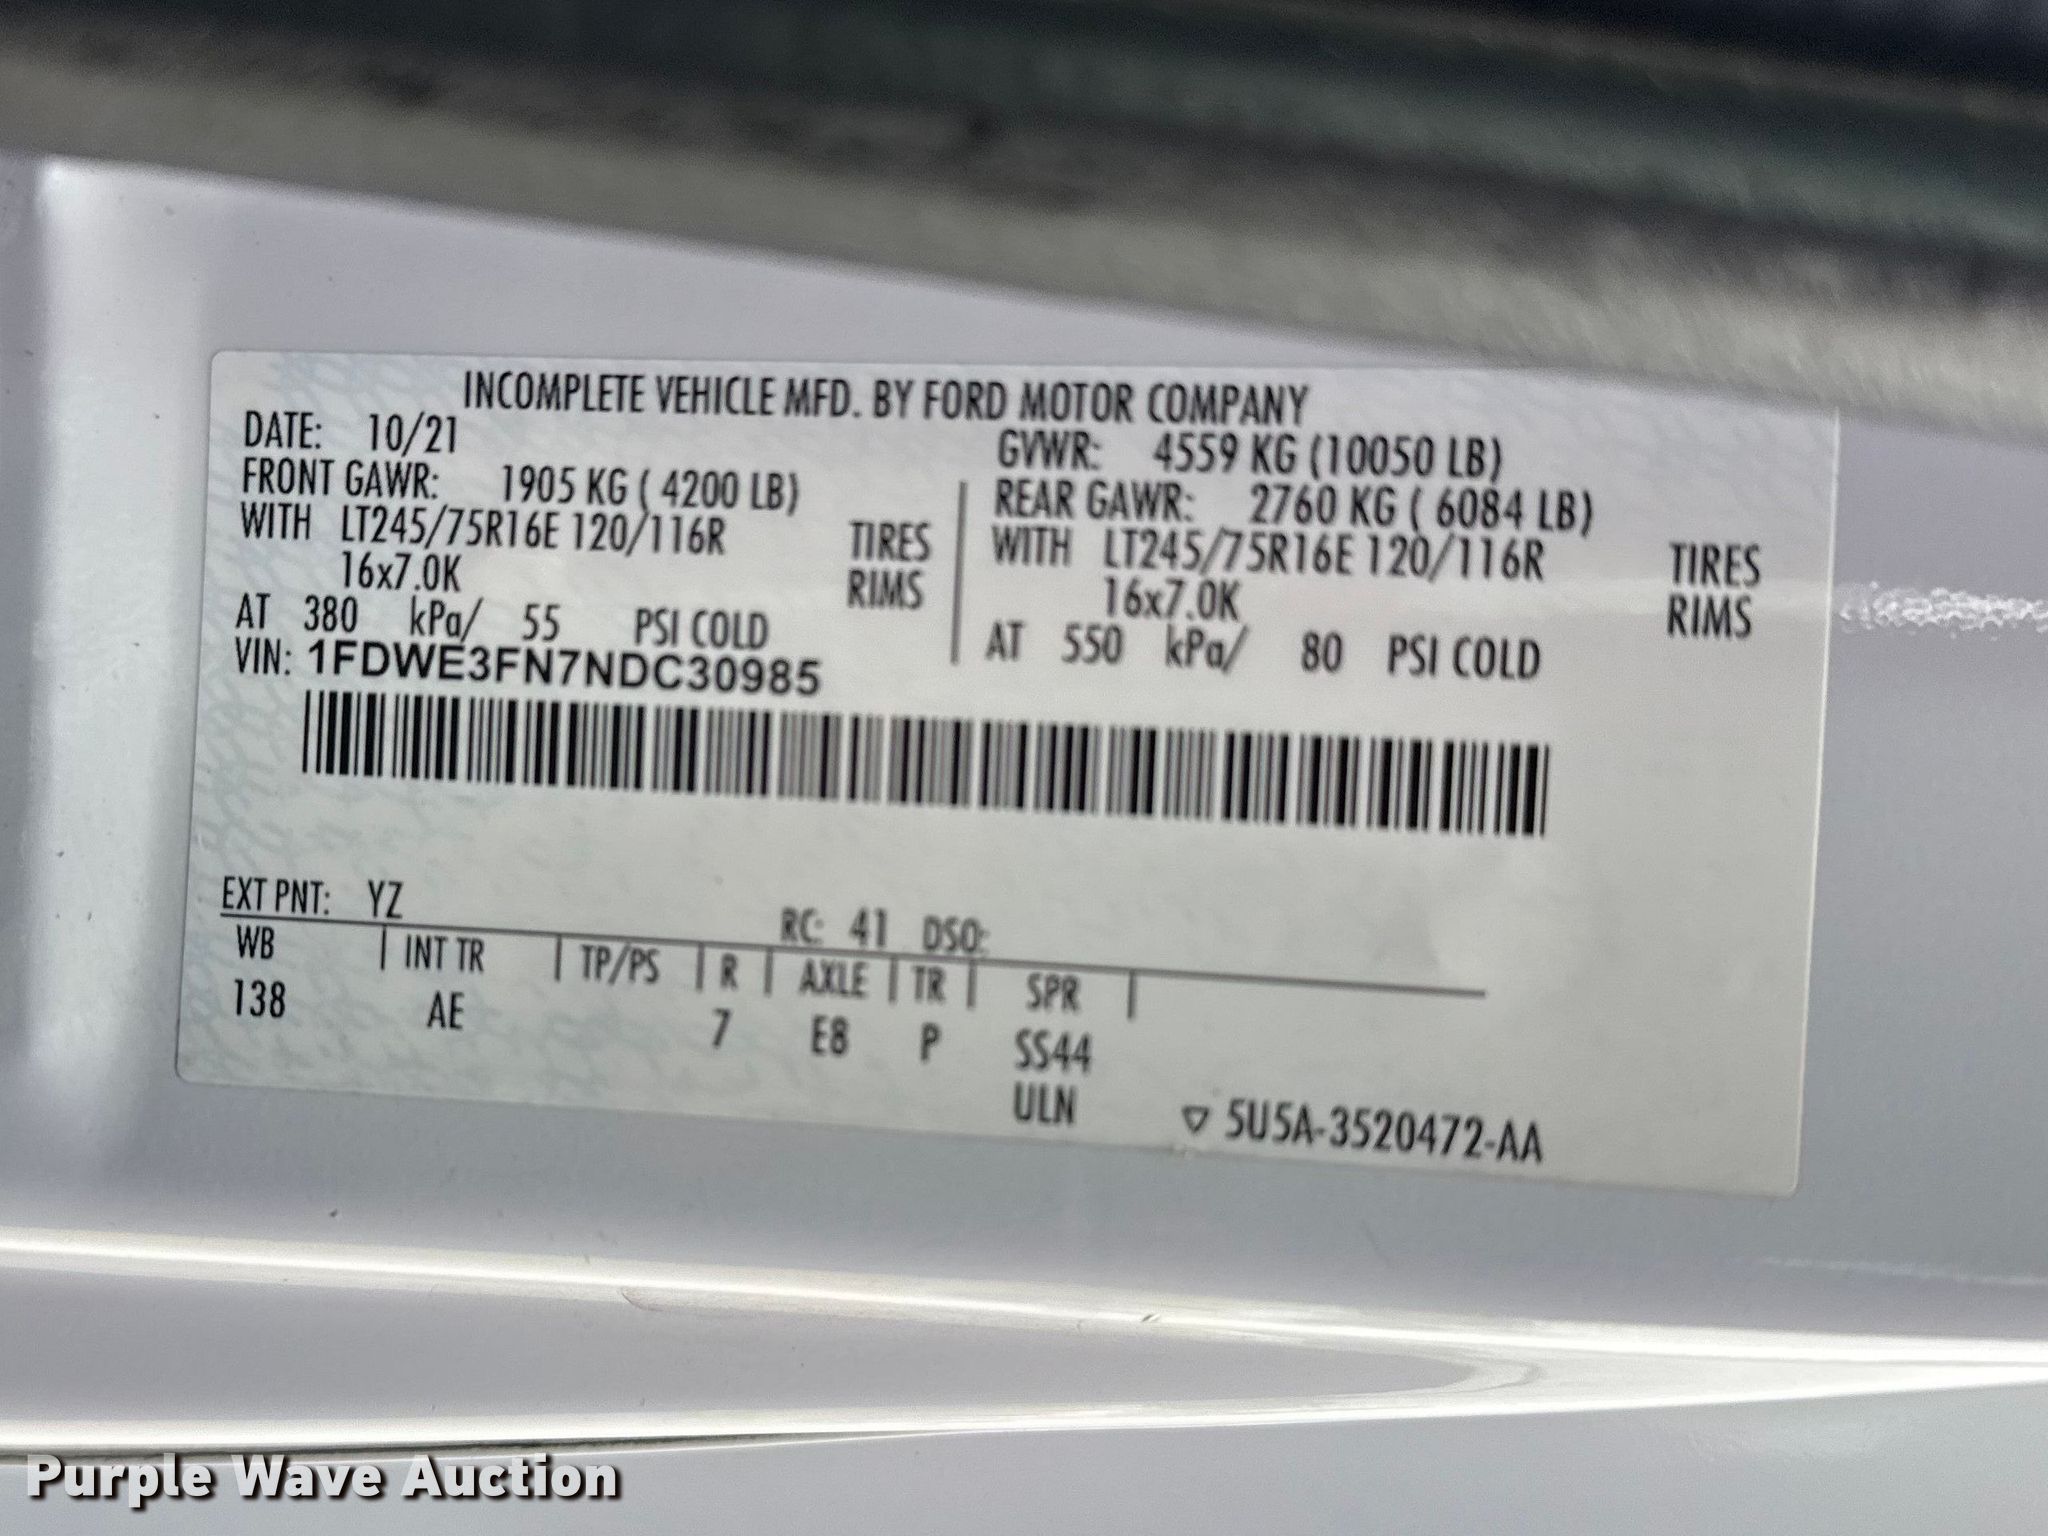 INCOMPLETE VEHICLE MFD. BY FORD MOTOR COMPANY
DATE: 10/21 GVWR: 4559 KG (10050 LB)
FRONT GAWR: 1905 KG ( 4200 LB) REAR GAWR: 2760 KG ( 6084 LB)
WITH LT245/75R16E 120/116R TIRES WITH LT245/75R16E 120/116R TIRES
16x7.0K RIMS 16x7.0K RIMS
AT 380 kPa/ 55 PSI COLD AT 550 kPa/ 80 PSI COLD
VIN: 1FDWE3FN7NDC30985
EXT PNT: YZ RC: 41 DSO:
WB INT TR TP/PS R AXLE TR SPR
138 AE 7 E8 P SS44
ULN
5U5A-3520472-AA
Purple Wave Auction